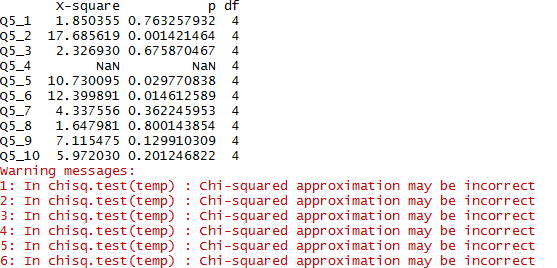 X-square p df
Q5_1 1.850355 0.763257932 4
Q5_2 17.685619 0.001421464 4
Q5_3 2.326930 0.675870467 4
Q5_4 NaN NaN 4
Q5_5 10.730095 0.029770838 4
Q5_6 12.399891 0.014612589 4
Q5_7 4.337556 0.362245953 4
Q5_8 1.647981 0.800143854 4
Q5_9 7.115475 0.129910309 4
Q5_10 5.972030 0.201246822 4
Warning messages:
1: In chisq.test(temp) : Chi-squared approximation may be incorrect
2: In chisq.test(temp) : Chi-squared approximation may be incorrect
3: In chisq.test(temp) : Chi-squared approximation may be incorrect
4: In chisq.test(temp) : Chi-squared approximation may be incorrect
5: In chisq.test(temp) : Chi-squared approximation may be incorrect
6: In chisq.test(temp) : Chi-squared approximation may be incorrect